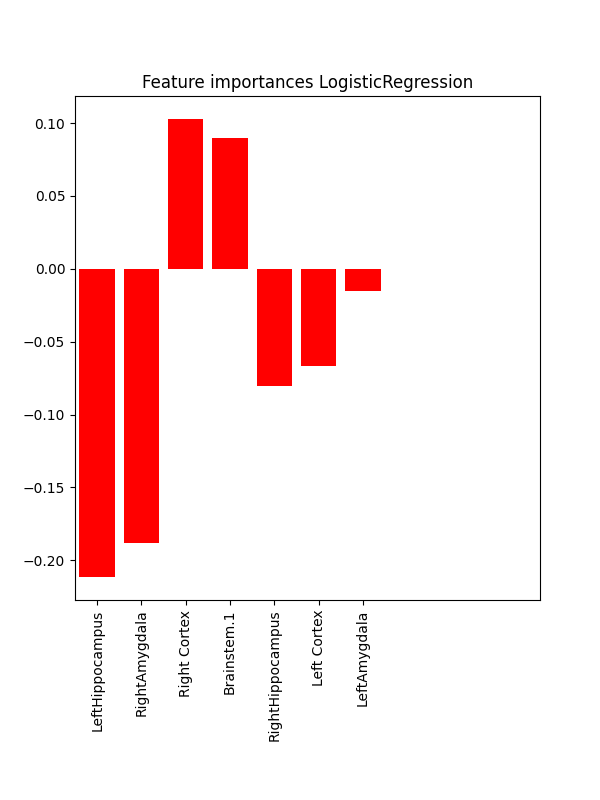 Feature importances LogisticRegression
0.10
0.05
0.00
−0.05
−0.10
−0.15
−0.20
LeftHippocampus
RightAmygdala
Right Cortex
Brainstem.1
RightHippocampus
Left Cortex
LeftAmygdala